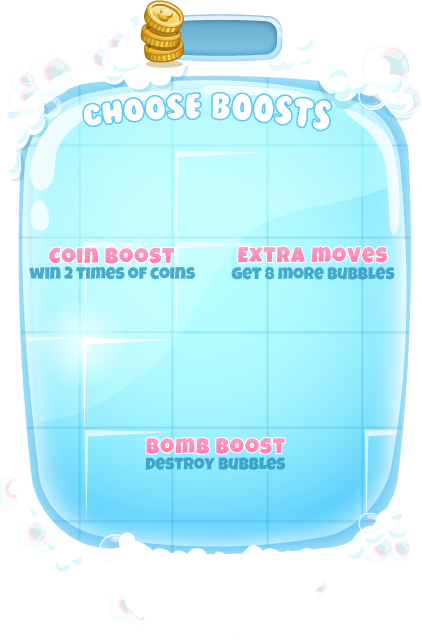 CHOOSE BOOSTS
COIN BOOST
WIN 2 TIMES OF COINS
EXTRA MOVES
GET 8 MORE BUBBLES
BOMB BOOST
DESTROY BUBBLES